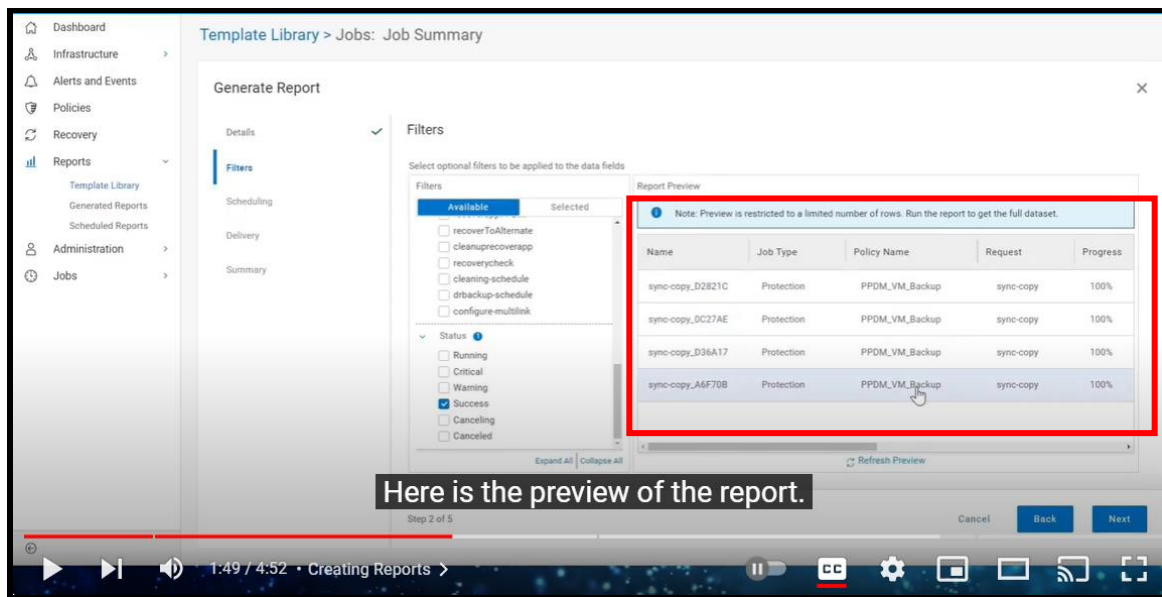 Dashboard
Infrastructure
Alerts and Events
Policies
Recovery
Reports
Template Library
Generated Reports
Scheduled Reports
Administration
Jobs
Template Library > Jobs: Job Summary
Generate Report
Details
Filters
Scheduling
Delivery
Summary
Filters
Select optional filters to be applied to the data fields
Filters
Available Selected
recoverToAlternate
cleanuprecoverapp
recoverycheck
cleaning-schedule
drbackup-schedule
configure-multilink
Status 1
Running
Critical
Warning
Success
Canceling
Canceled
Expand All Collapse All
Report Preview
Note: Preview is restricted to a limited number of rows. Run the report to get the full dataset.
Name Job Type Policy Name Request Progress
sync-copy_D2821C Protection PPDM_VM_Backup sync-copy 100%
sync-copy_0C27AE Protection PPDM_VM_Backup sync-copy 100%
sync-copy_D36A17 Protection PPDM_VM_Backup sync-copy 100%
sync-copy_A6F70B Protection PPDM_VM_Backup sync-copy 100%
Refresh Preview
Here is the preview of the report.
Step 2 of 5
Cancel Back Next
1:49 / 4:52 • Creating Reports >
CC